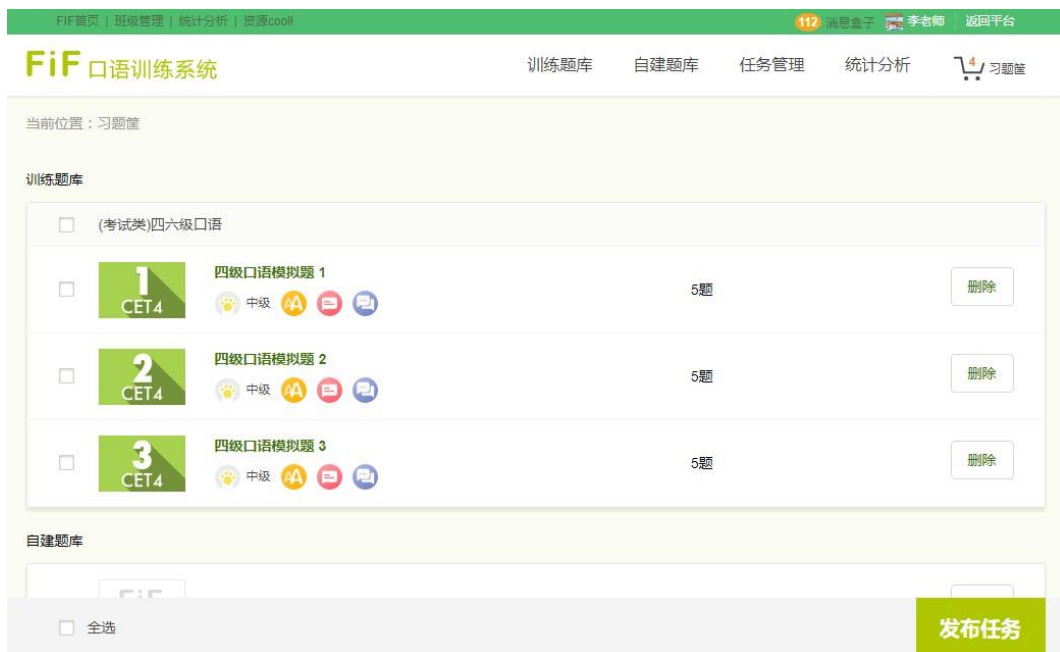 FIF首页 | 班级管理 | 统计分析 | 资源cool! 112 消息盒子 李老师 返回平台
FiF 口语训练系统 训练题库 自建题库 任务管理 统计分析 4 习题筐
当前位置：习题筐
训练题库
(考试类)四六级口语
1 CET4
四级口语模拟题 1
中级 AA
5题
删除
2 CET4
四级口语模拟题 2
中级 AA
5题
删除
3 CET4
四级口语模拟题 3
中级 AA
5题
删除
自建题库
FiF
全选 发布任务